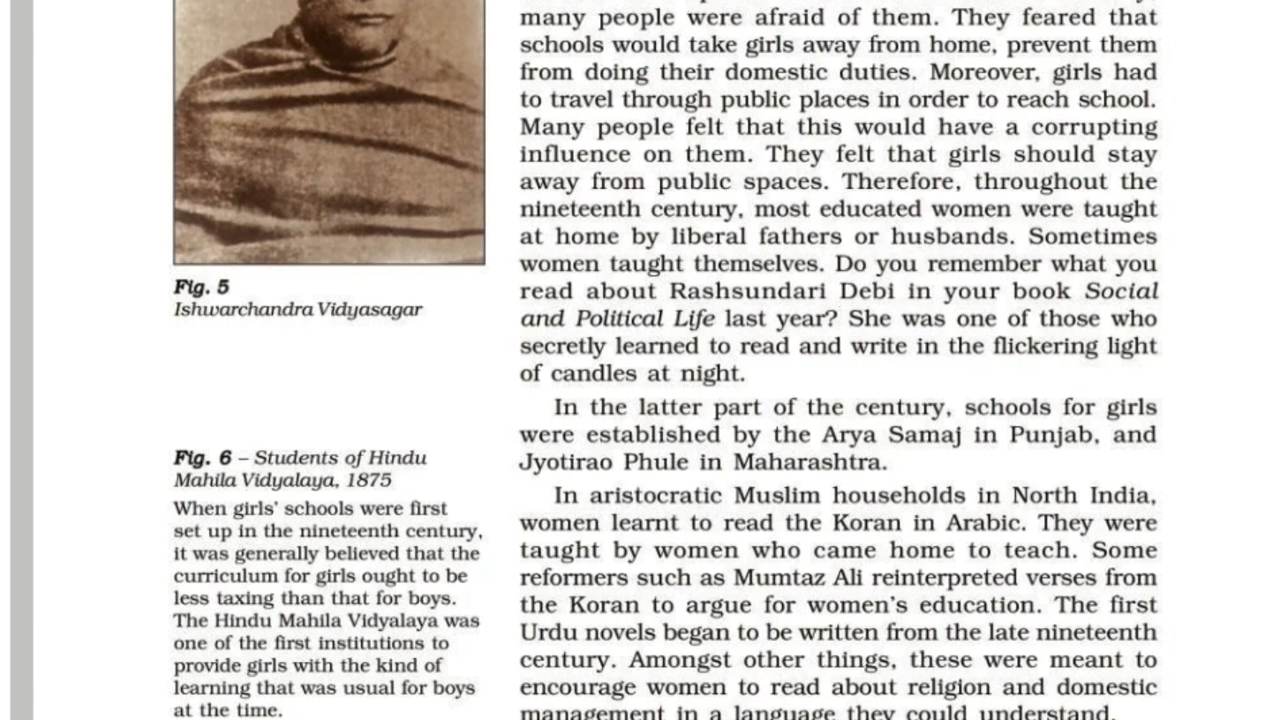 many people were afraid of them. They feared that
schools would take girls away from home, prevent them
from doing their domestic duties. Moreover, girls had
to travel through public places in order to reach school.
Many people felt that this would have a corrupting
influence on them. They felt that girls should stay
away from public spaces. Therefore, throughout the
nineteenth century, most educated women were taught
at home by liberal fathers or husbands. Sometimes
women taught themselves. Do you remember what you
read about Rashsundari Debi in your book Social
and Political Life last year? She was one of those who
secretly learned to read and write in the flickering light
of candles at night.
In the latter part of the century, schools for girls
were established by the Arya Samaj in Punjab, and
Jyotirao Phule in Maharashtra.
In aristocratic Muslim households in North India,
women learnt to read the Koran in Arabic. They were
taught by women who came home to teach. Some
reformers such as Mumtaz Ali reinterpreted verses from
the Koran to argue for women's education. The first
Urdu novels began to be written from the late nineteenth
century. Amongst other things, these were meant to
encourage women to read about religion and domestic
management in a language they could understand.
Fig. 5
Ishwarchandra Vidyasagar
Fig. 6 – Students of Hindu
Mahila Vidyalaya, 1875
When girls' schools were first
set up in the nineteenth century,
it was generally believed that the
curriculum for girls ought to be
less taxing than that for boys.
The Hindu Mahila Vidyalaya was
one of the first institutions to
provide girls with the kind of
learning that was usual for boys
at the time.